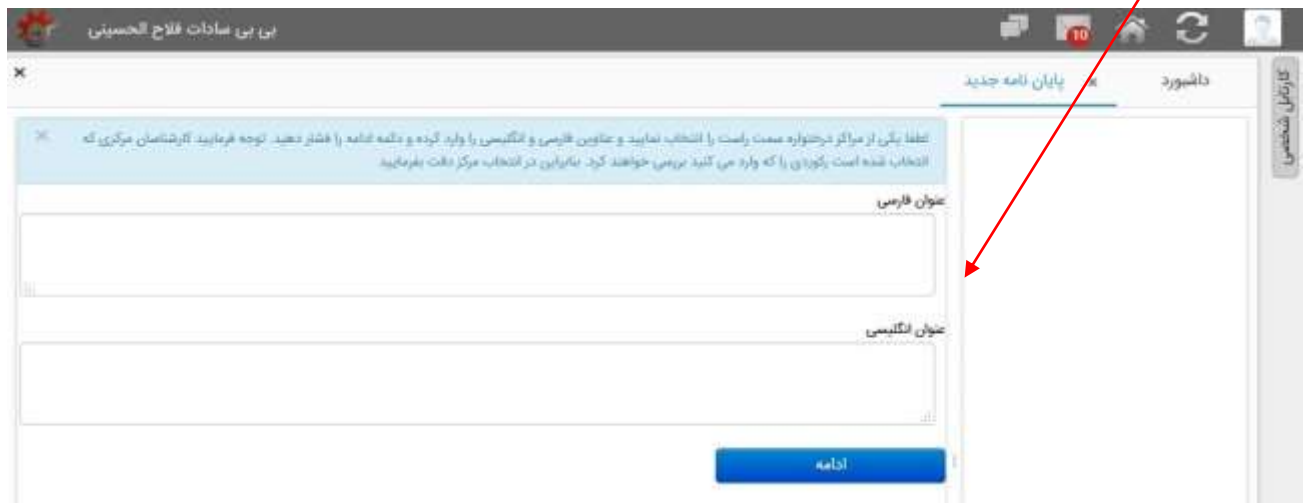 بی بی سادات فلاح الحسینی
10
داشبورد
پایان نامه جدید
کارتابل شخصی
لطفا یکی از مراکز درختواره سمت راست را انتخاب نمایید و عناوین فارسی و انگلیسی را وارد کرده و دکمه ادامه را فشار دهید. توجه فرمایید کارشناسان مرکزی که
انتخاب شده است رکوردی را که وارد می کنید بررسی خواهند کرد. بنابراین در انتخاب مرکز دقت بفرمایید
عنوان فارسی
عنوان انگلیسی
ادامه